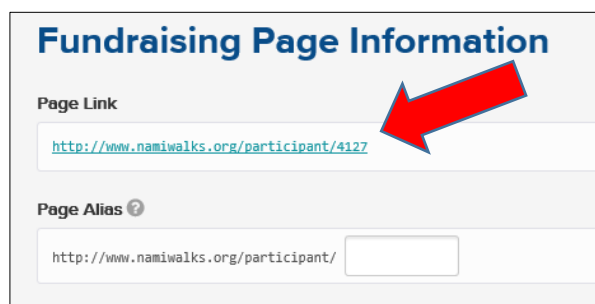 Fundraising Page Information
Page Link
http://www.namiwalks.org/participant/4127
Page Alias ?
http://www.namiwalks.org/participant/